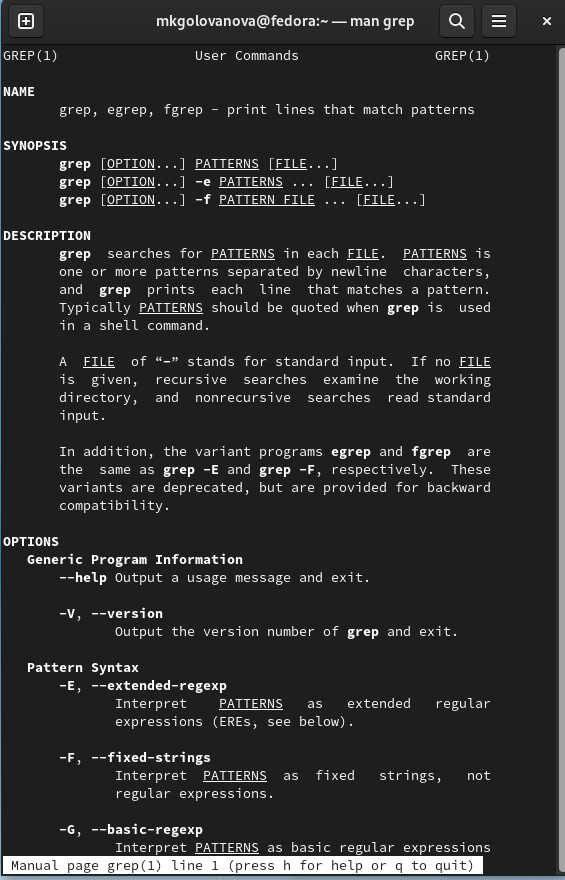 mkgolovanova@fedora:~ — man grep
GREP(1) User Commands GREP(1)
NAME
grep, egrep, fgrep - print lines that match patterns
SYNOPSIS
grep [OPTION...] PATTERNS [FILE...]
grep [OPTION...] -e PATTERNS ... [FILE...]
grep [OPTION...] -f PATTERN_FILE ... [FILE...]
DESCRIPTION
grep searches for PATTERNS in each FILE. PATTERNS is
one or more patterns separated by newline characters,
and grep prints each line that matches a pattern.
Typically PATTERNS should be quoted when grep is used
in a shell command.
A FILE of “-” stands for standard input. If no FILE
is given, recursive searches examine the working
directory, and nonrecursive searches read standard
input.
In addition, the variant programs egrep and fgrep are
the same as grep -E and grep -F, respectively. These
variants are deprecated, but are provided for backward
compatibility.
OPTIONS
Generic Program Information
--help Output a usage message and exit.
-V, --version
Output the version number of grep and exit.
Pattern Syntax
-E, --extended-regexp
Interpret PATTERNS as extended regular
expressions (EREs, see below).
-F, --fixed-strings
Interpret PATTERNS as fixed strings, not
regular expressions.
-G, --basic-regexp
Interpret PATTERNS as basic regular expressions
Manual page grep(1) line 1 (press h for help or q to quit)